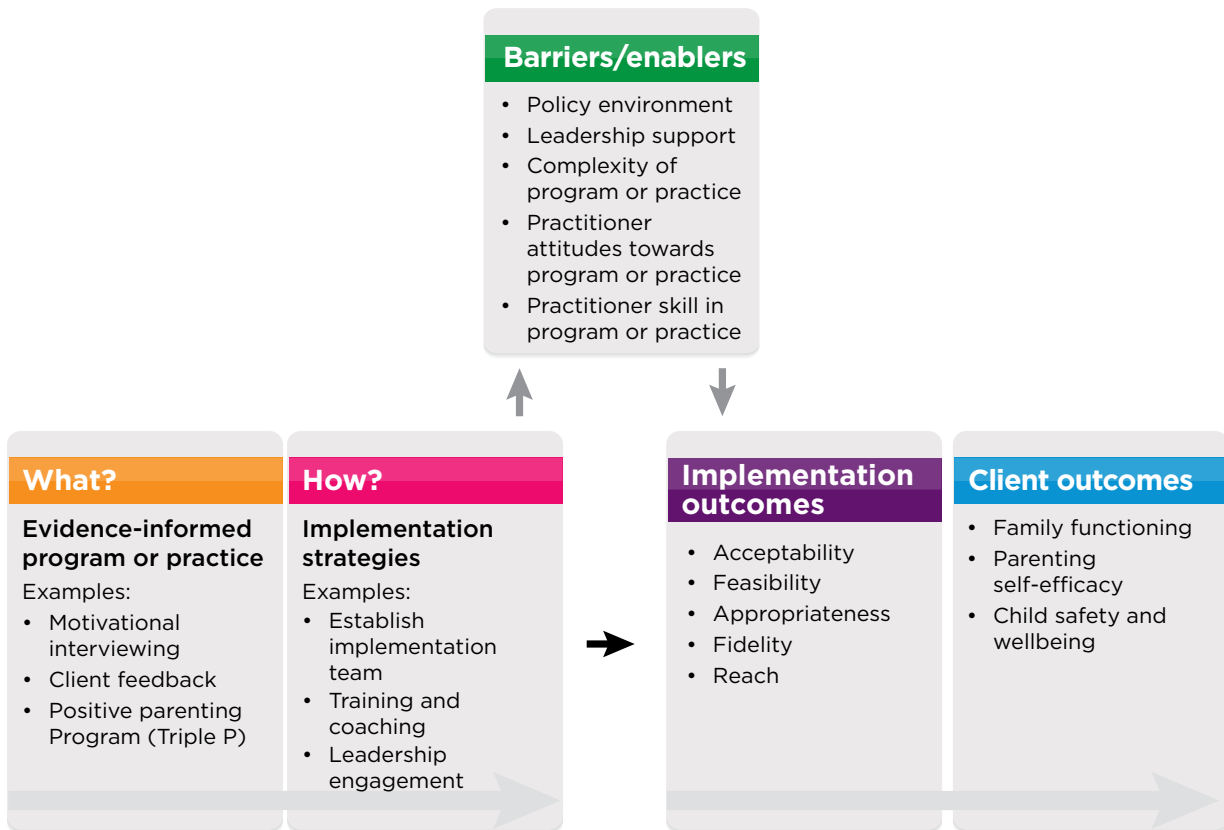 Barriers/enablers
• Policy environment
• Leadership support
• Complexity of
program or practice
• Practitioner
attitudes towards
program or practice
• Practitioner skill in
program or practice
What?
Evidence-informed
program or practice
Examples:
• Motivational
interviewing
• Client feedback
• Positive parenting
Program (Triple P)
How?
Implementation
strategies
Examples:
• Establish
implementation
team
• Training and
coaching
• Leadership
engagement
Implementation
outcomes
• Acceptability
• Feasibility
• Appropriateness
• Fidelity
• Reach
Client outcomes
• Family functioning
• Parenting
self-efficacy
• Child safety and
wellbeing